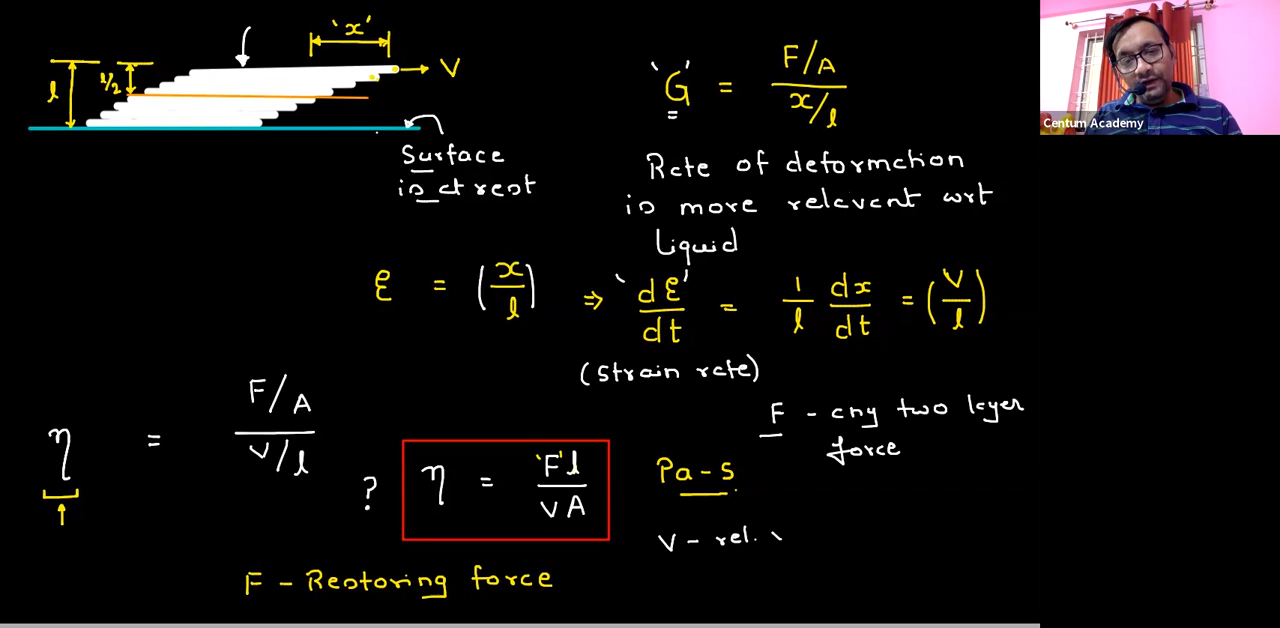 'x'
l
l/2
V
Surface
is at rest
'G' = F/A / x/l
Rate of deformation
is more relevant wrt
liquid
ε = (x/l) ⇒ 'dε'/dt = 1/l dx/dt = (V/l)
(Strain rate)
η = F/A / V/l
? η = 'F'l / VA
Pa-s
F - any two layer
force
V - rel.
F - Restoring force
Centum Academy